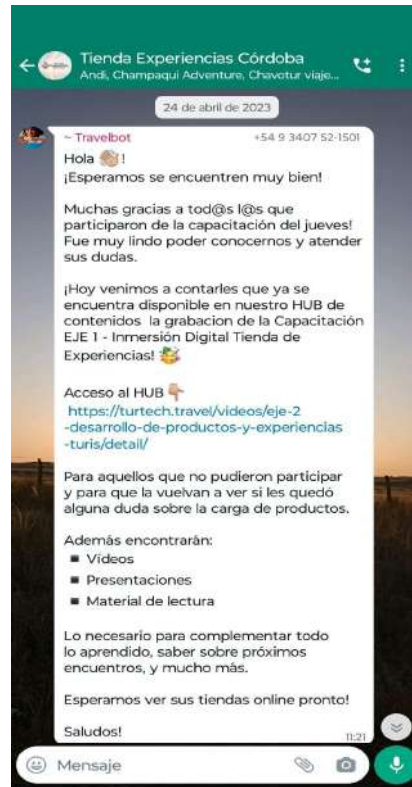 Tienda Experiencias Córdoba
Andi, Champaqui Adventure, Chavotur viaje...
24 de abril de 2023
~ Travelbot +54 9 3407 52-1501
Hola 👋🏼!
¡Esperamos se encuentren muy bien!
Muchas gracias a tod@s l@s que
participaron de la capacitación del jueves!
Fue muy lindo poder conocernos y atender
sus dudas.
¡Hoy venimos a contarles que ya se
encuentra disponible en nuestro HUB de
contenidos la grabacion de la Capacitación
EJE 1 - Inmersión Digital Tienda de
Experiencias! 🥳
Acceso al HUB 👇🏼
https://turtech.travel/videos/eje-2
-desarrollo-de-productos-y-experiencias
-turis/detail/
Para aquellos que no pudieron participar
y para que la vuelvan a ver si les quedó
alguna duda sobre la carga de productos.
Además encontrarán:
▪ Vídeos
▪ Presentaciones
▪ Material de lectura
Lo necesario para complementar todo
lo aprendido, saber sobre próximos
encuentros, y mucho más.
Esperamos ver sus tiendas online pronto!
Saludos!
11:21
Mensaje